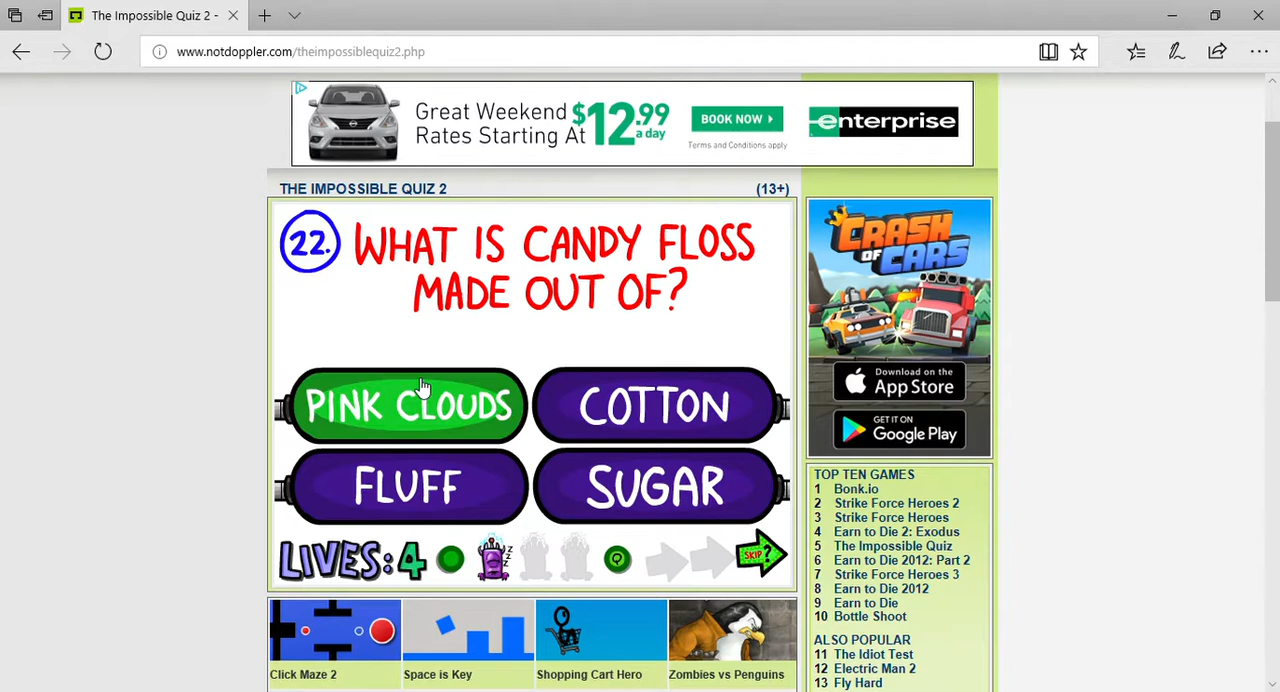 The Impossible Quiz 2 -
www.notdoppler.com/theimpossiblequiz2.php
Great Weekend
Rates Starting At
$12.99
a day
BOOK NOW
Terms and Conditions apply
enterprise
THE IMPOSSIBLE QUIZ 2 (13+)
22. WHAT IS CANDY FLOSS
MADE OUT OF?
PINK CLOUDS COTTON
FLUFF SUGAR
LIVES: 4 Z Z Z Q SKIP?
CRASH
OF
CARS
Download on the
App Store
GET IT ON
Google Play
TOP TEN GAMES
1 Bonk.io
2 Strike Force Heroes 2
3 Strike Force Heroes
4 Earn to Die 2: Exodus
5 The Impossible Quiz
6 Earn to Die 2012: Part 2
7 Strike Force Heroes 3
8 Earn to Die 2012
9 Earn to Die
10 Bottle Shoot
ALSO POPULAR
11 The Idiot Test
12 Electric Man 2
13 Fly Hard
Click Maze 2 Space is Key Shopping Cart Hero Zombies vs Penguins